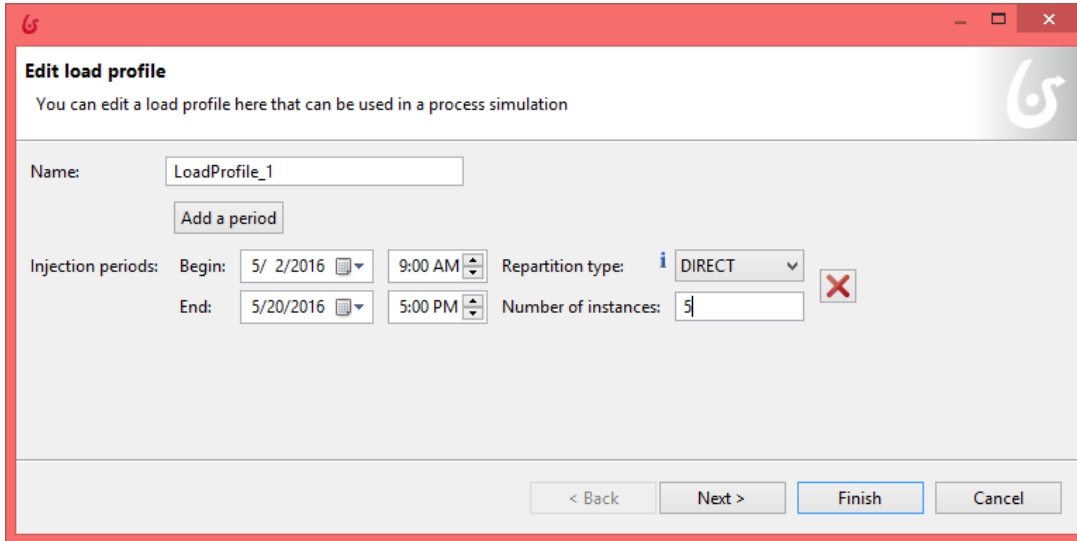 Edit load profile
You can edit a load profile here that can be used in a process simulation
Name: LoadProfile_1
Add a period
Injection periods: Begin: 5/ 2/2016 9:00 AM Repartition type: i DIRECT
End: 5/20/2016 5:00 PM Number of instances: 5
< Back Next > Finish Cancel